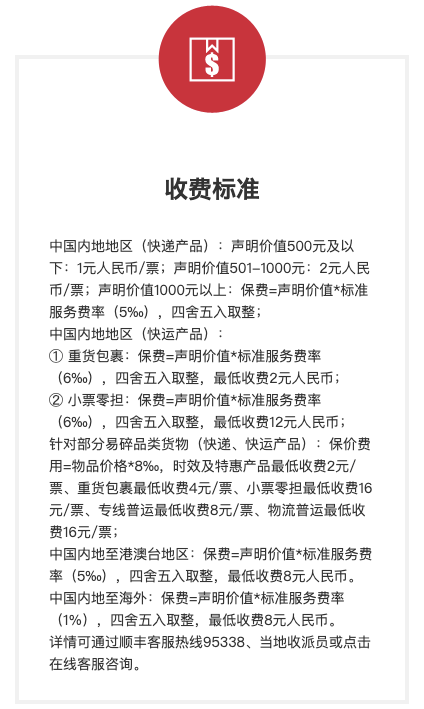 $
收费标准
中国内地地区（快递产品）：声明价值500元及以
下：1元人民币/票；声明价值501-1000元：2元人民
币/票；声明价值1000元以上：保费=声明价值*标准
服务费率（5‰），四舍五入取整；
中国内地地区（快运产品）：
① 重货包裹：保费=声明价值*标准服务费率
（6‰），四舍五入取整，最低收费2元人民币；
② 小票零担：保费=声明价值*标准服务费率
（6‰），四舍五入取整，最低收费12元人民币；
针对部分易碎品类货物（快递、快运产品）：保价费
用=物品价格*8‰，时效及特惠产品最低收费2元/
票、重货包裹最低收费4元/票、小票零担最低收费16
元/票、专线普运最低收费8元/票、物流普运最低收
费16元/票；
中国内地至港澳台地区：保费=声明价值*标准服务费
率（5‰），四舍五入取整，最低收费8元人民币。
中国内地至海外：保费=声明价值*标准服务费率
（1%），四舍五入取整，最低收费8元人民币。
详情可通过顺丰客服热线95338、当地收派员或点击
在线客服咨询。